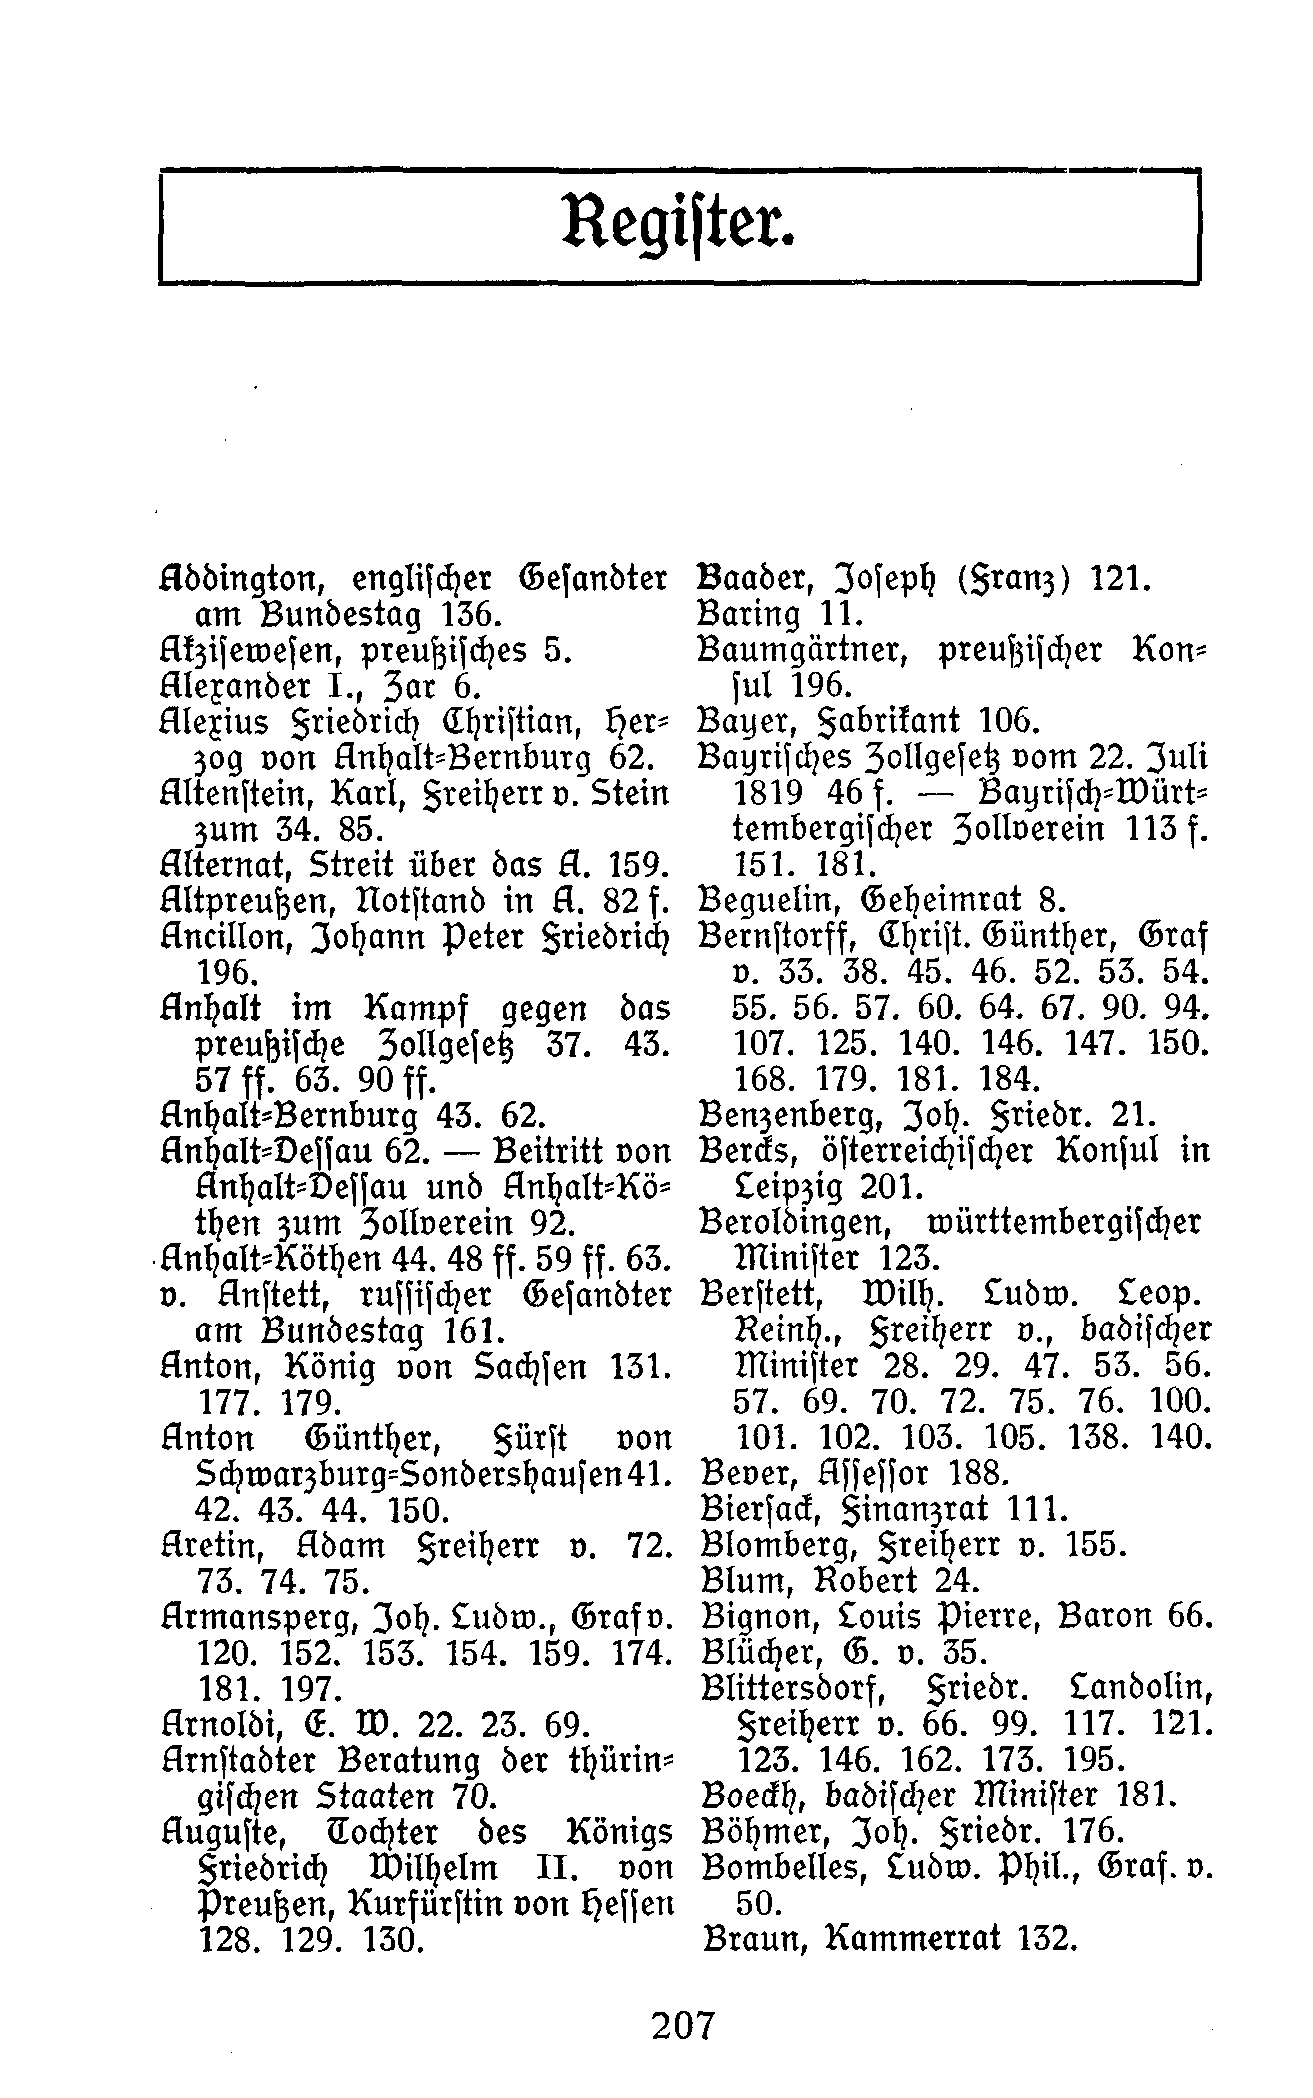 Regiſter.
Addington, engliſcher Geſandter
am Bundestag 136.
Akziſeweſen, preußiſches 5.
Alexander I., Zar 6.
Alexius Friedrich Chriſtian, Her⸗
zog von Anhalt⸗Bernburg 62.
Altenſtein, Karl, Freiherr v. Stein
zum 34. 85.
Alternat, Streit über das A. 159.
Altpreußen, Notſtand in A. 82 f.
Ancillon, Johann Peter Friedrich
196.
Anhalt im Kampf gegen das
preußiſche Zollgeſetz 37. 43.
57 ff. 63. 90 ff.
Anhalt⸗Bernburg 43. 62.
Anhalt⸗Deſſau 62. — Beitritt von
Anhalt⸗Deſſau und Anhalt⸗Kö⸗
then zum Zollverein 92.
Anhalt⸗Köthen 44. 48 ff. 59 ff. 63.
v. Anſtett, ruſſiſcher Geſandter
am Bundestag 161.
Anton, König von Sachſen 131.
177. 179.
Anton Günther, Fürſt von
Schwarzburg⸗Sondershauſen 41.
42. 43. 44. 150.
Aretin, Adam Freiherr v. 72.
73. 74. 75.
Armansperg, Joh. Ludw., Graf v.
120. 152. 153. 154. 159. 174.
181. 197.
Arnoldi, E. W. 22. 23. 69.
Arnſtadter Beratung der thürin⸗
giſchen Staaten 70.
Auguſte, Tochter des Königs
Friedrich Wilhelm II. von
Preußen, Kurfürſtin von Heſſen
128. 129. 130.
Baader, Joſeph (Franz) 121.
Baring 11.
Baumgärtner, preußiſcher Kon⸗
ſul 196.
Bayer, Fabrikant 106.
Bayriſches Zollgeſetz vom 22. Juli
1819 46 f. — Bayriſch⸗Würt⸗
tembergiſcher Zollverein 113 f.
151. 181.
Beguelin, Geheimrat 8.
Bernſtorff, Chriſt. Günther, Graf
v. 33. 38. 45. 46. 52. 53. 54.
55. 56. 57. 60. 64. 67. 90. 94.
107. 125. 140. 146. 147. 150.
168. 179. 181. 184.
Benzenberg, Joh. Friedr. 21.
Bercks, öſterreichiſcher Konſul in
Leipzig 201.
Beroldingen, württembergiſcher
Miniſter 123.
Berſtett, Wilh. Ludw. Leop.
Reinh., Freiherr v., badiſcher
Miniſter 28. 29. 47. 53. 56.
57. 69. 70. 72. 75. 76. 100.
101. 102. 103. 105. 138. 140.
Bever, Aſſeſſor 188.
Bierſack, Finanzrat 111.
Blomberg, Freiherr v. 155.
Blum, Robert 24.
Bignon, Louis Pierre, Baron 66.
Blücher, G. v. 35.
Blittersdorf, Friedr. Landolin,
Freiherr v. 66. 99. 117. 121.
123. 146. 162. 173. 195.
Boeckh, badiſcher Miniſter 181.
Böhmer, Joh. Friedr. 176.
Bombelles, Ludw. Phil., Graf. v.
50.
Braun, Kammerrat 132.
207